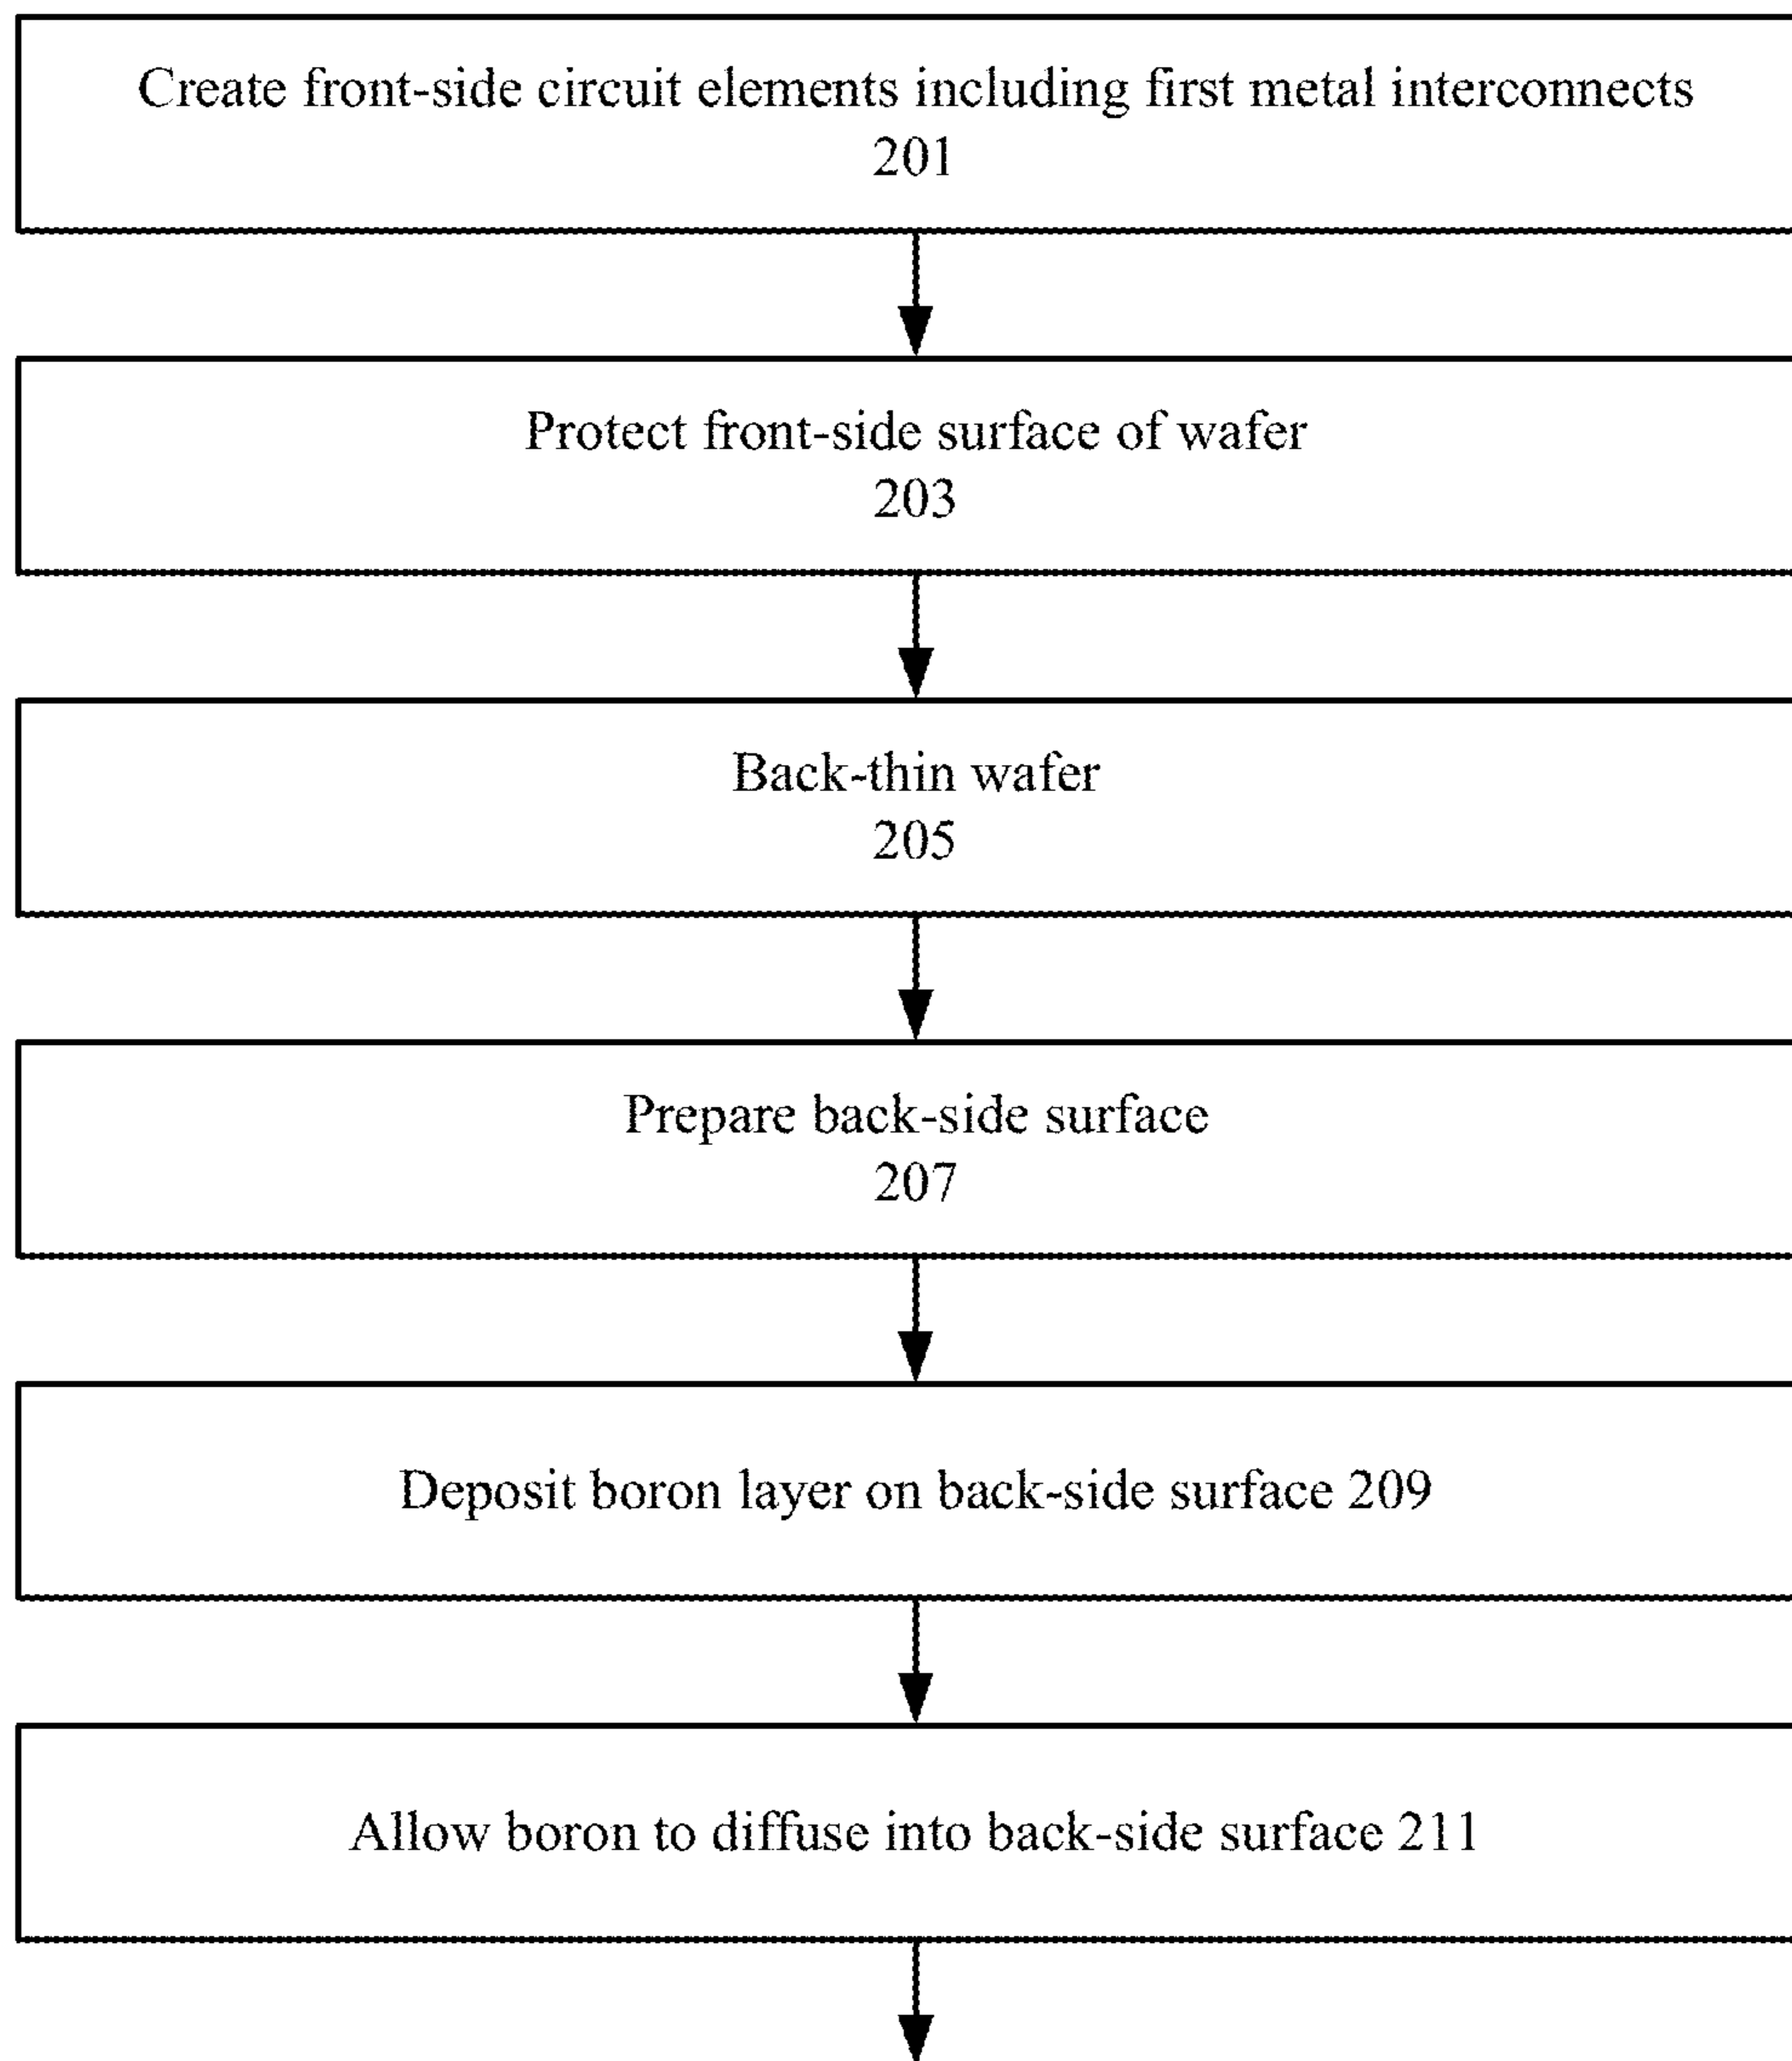 Create front-side circuit elements including first metal interconnects
201
Protect front-side surface of wafer
203
Back-thin wafer
205
Prepare back-side surface
207
Deposit boron layer on back-side surface 209
Allow boron to diffuse into back-side surface 211